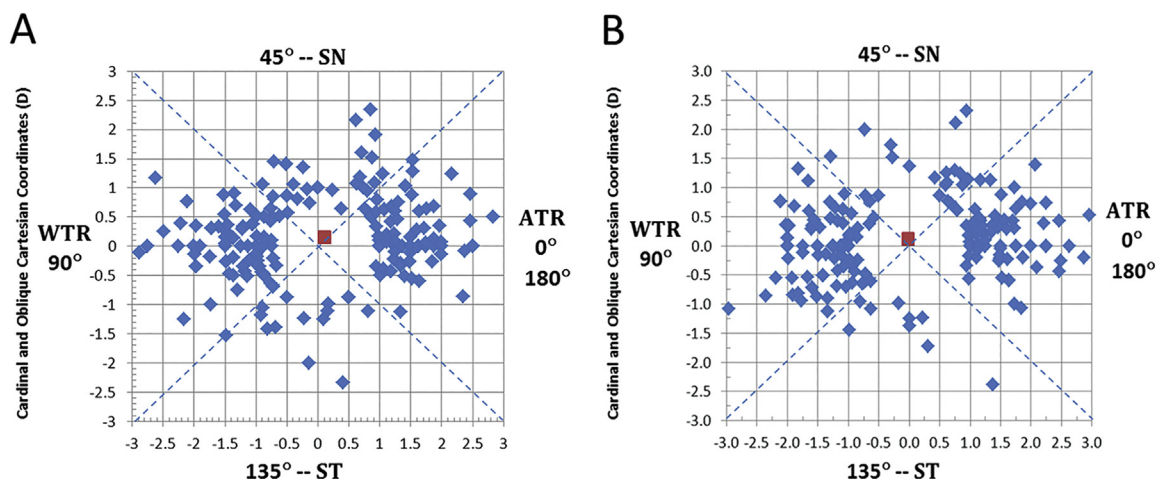 A
45° -- SN
Cardinal and Oblique Cartesian Coordinates (D)
3
2.5
2
1.5
1
0.5
0
-0.5
-1
-1.5
-2
-2.5
-3
WTR
90°
ATR
0°
180°
-3 -2.5 -2 -1.5 -1 -0.5 0 0.5 1 1.5 2 2.5 3
135° -- ST
B
45° -- SN
Cardinal and Oblique Cartesian Coordinates (D)
3.0
2.5
2.0
1.5
1.0
0.5
0.0
-0.5
-1.0
-1.5
-2.0
-2.5
-3.0
WTR
90°
ATR
0°
180°
-3.0 -2.5 -2.0 -1.5 -1.0 -0.5 0.0 0.5 1.0 1.5 2.0 2.5 3.0
135° -- ST